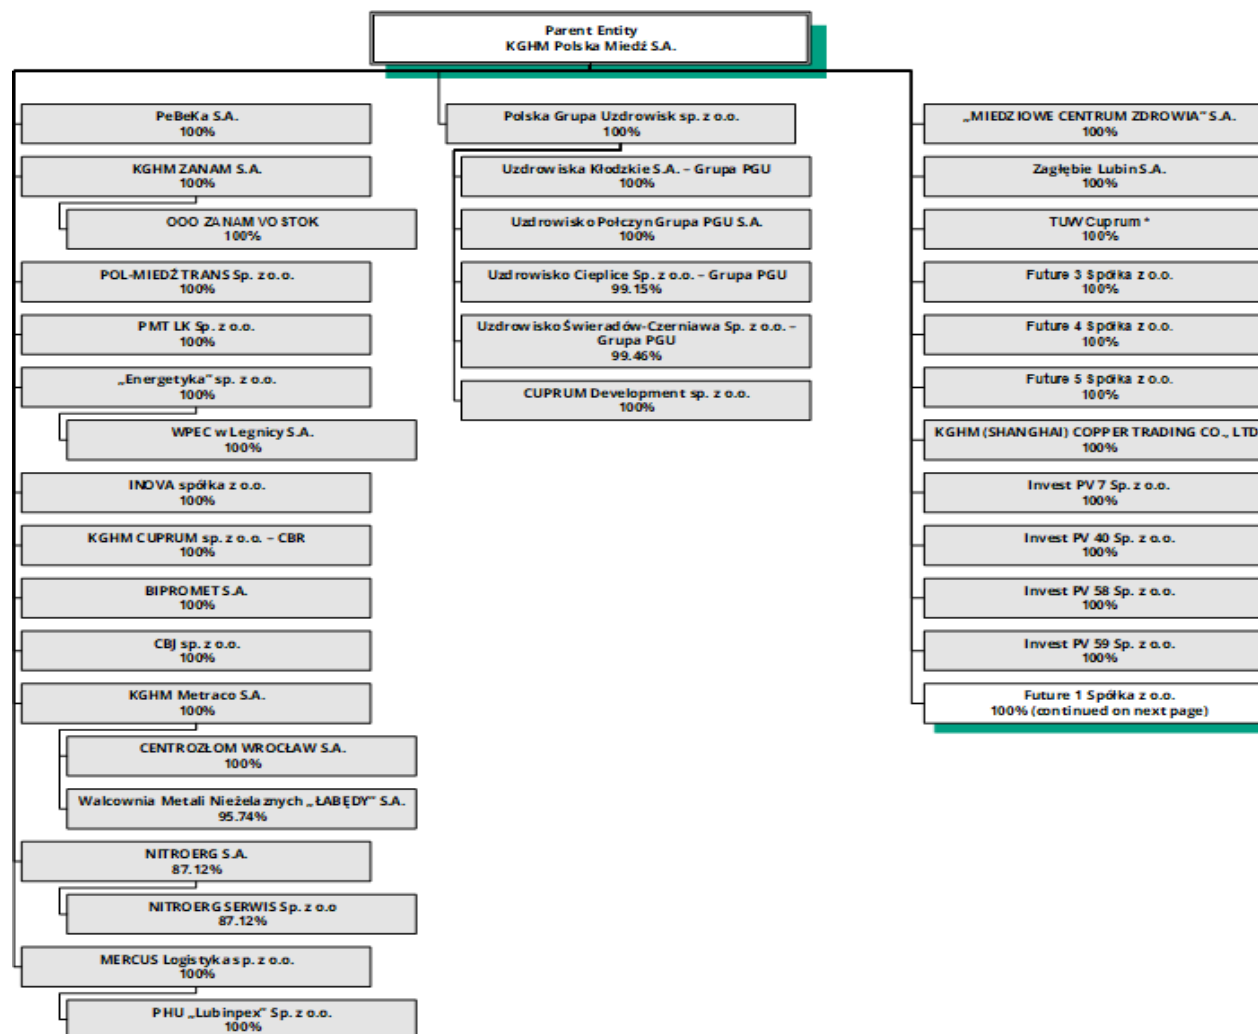 Parent Entity
KGHM Polska Miedź S.A.
PeBeKa S.A.
100%
KGHM ZANAM S.A.
100%
OOO ZANAM VOSTOK
100%
POL-MIEDŹ TRANS Sp. z o.o.
100%
PMT LK Sp. z o.o.
100%
„Energetyka” sp. z o.o.
100%
WPEC w Legnicy S.A.
100%
INOVA spółka z o.o.
100%
KGHM CUPRUM sp. z o.o. – CBR
100%
BIPROMET S.A.
100%
CBJ sp. z o.o.
100%
KGHM Metraco S.A.
100%
CENTROZŁOM WROCŁAW S.A.
100%
Walcownia Metali Nieżelaznych „ŁABĘDY” S.A.
95.74%
NITROERG S.A.
87.12%
NITROERG SERWIS Sp. z o.o
87.12%
MERCUS Logistyka sp. z o.o.
100%
PHU „Lubinpex” Sp. z o.o.
100%
Polska Grupa Uzdrowisk sp. z o.o.
100%
Uzdrowiska Kłodzkie S.A. – Grupa PGU
100%
Uzdrowisko Połczyn Grupa PGU S.A.
100%
Uzdrowisko Cieplice Sp. z o.o. – Grupa PGU
99.15%
Uzdrowisko Świeradów-Czerniawa Sp. z o.o. –
Grupa PGU
99.46%
CUPRUM Development sp. z o.o.
100%
„MIEDZIOWE CENTRUM ZDROWIA” S.A.
100%
Zagłębie Lubin S.A.
100%
TUW Cuprum *
100%
Future 3 Spółka z o.o.
100%
Future 4 Spółka z o.o.
100%
Future 5 Spółka z o.o.
100%
KGHM (SHANGHAI) COPPER TRADING CO., LTD
100%
Invest PV 7 Sp. z o.o.
100%
Invest PV 40 Sp. z o.o.
100%
Invest PV 58 Sp. z o.o.
100%
Invest PV 59 Sp. z o.o.
100%
Future 1 Spółka z o.o.
100% (continued on next page)